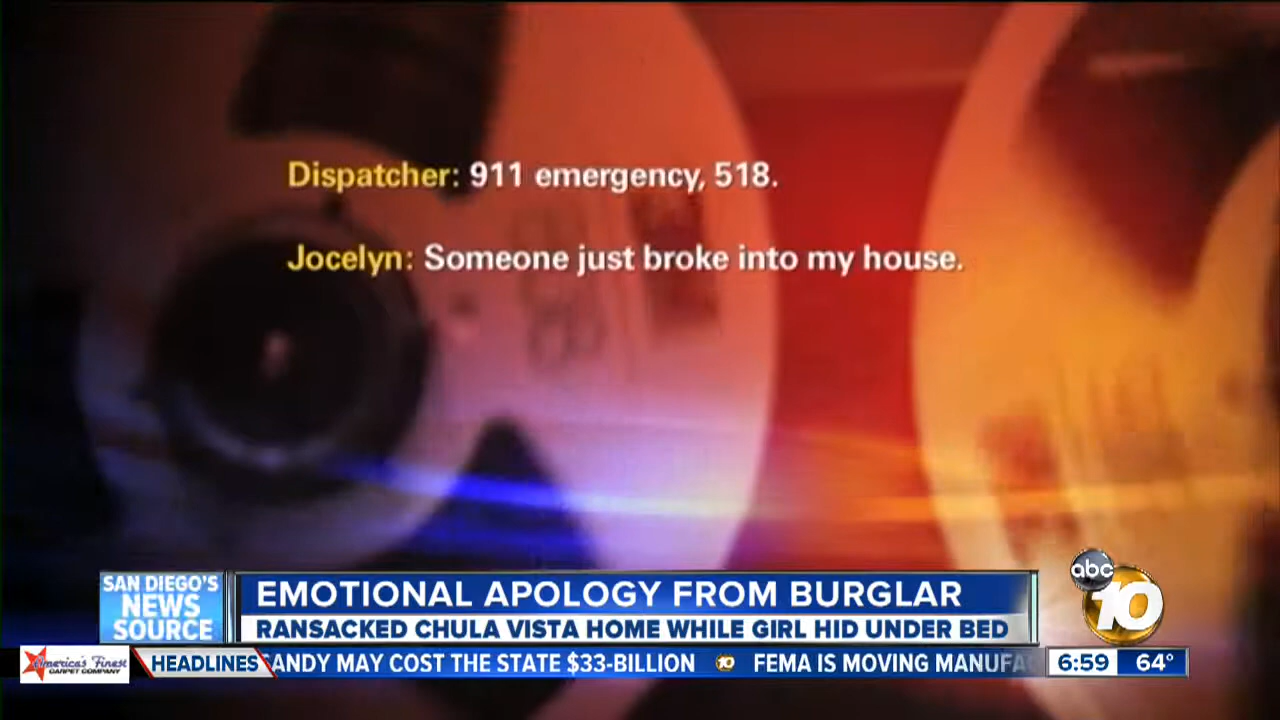 Dispatcher: 911 emergency, 518.
Jocelyn: Someone just broke into my house.
SAN DIEGO'S
NEWS
SOURCE
EMOTIONAL APOLOGY FROM BURGLAR
RANSACKED CHULA VISTA HOME WHILE GIRL HID UNDER BED
abc
10
America's Finest
CARPET COMPANY
HEADLINES
SANDY MAY COST THE STATE $33-BILLION 10 FEMA IS MOVING MANUFA
6:59 64°